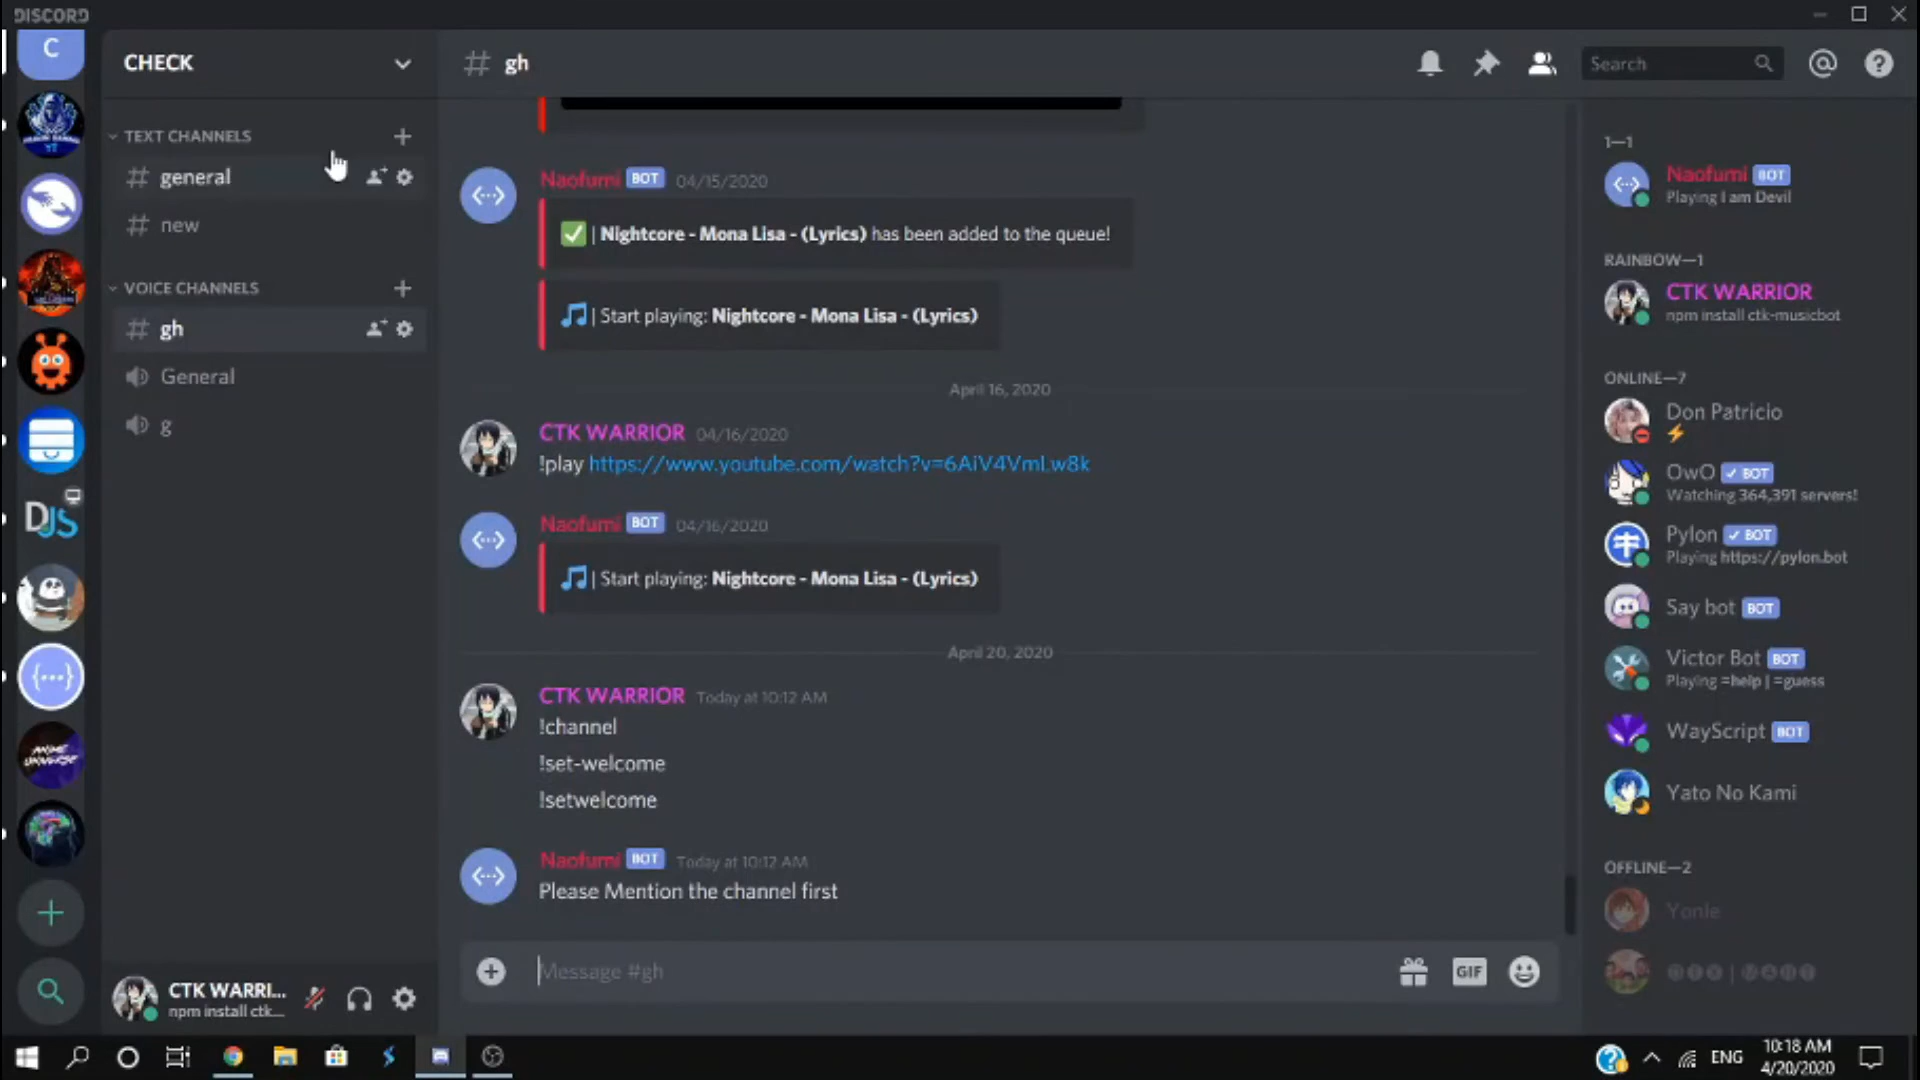 DISCORD
C
CHECK
gh
Search
TEXT CHANNELS
general
new
VOICE CHANNELS
gh
General
g
DJS
ANIME
UNIVERSE
{...}
CTK WARRI...
npm install ctk...
Naofumi BOT 04/15/2020
| Nightcore - Mona Lisa - (Lyrics) has been added to the queue!
| Start playing: Nightcore - Mona Lisa - (Lyrics)
April 16, 2020
CTK WARRIOR 04/16/2020
!play https://www.youtube.com/watch?v=6AiV4VmLw8k
Naofumi BOT 04/16/2020
| Start playing: Nightcore - Mona Lisa - (Lyrics)
April 20, 2020
CTK WARRIOR Today at 10:12 AM
!channel
!set-welcome
!setwelcome
Naofumi BOT Today at 10:12 AM
Please Mention the channel first
Message #gh
GIF
1—1
Naofumi BOT
Playing I am Devil
RAINBOW—1
CTK WARRIOR
npm install ctk-musicbot
ONLINE—7
Don Patricio
OwO ✓ BOT
Watching 364,391 servers!
Pylon ✓ BOT
Playing https://pylon.bot
Say bot BOT
Victor Bot BOT
Playing =help | =guess
WayScript BOT
Yato No Kami
OFFLINE—2
Yonle
ENG
10:18 AM
4/20/2020